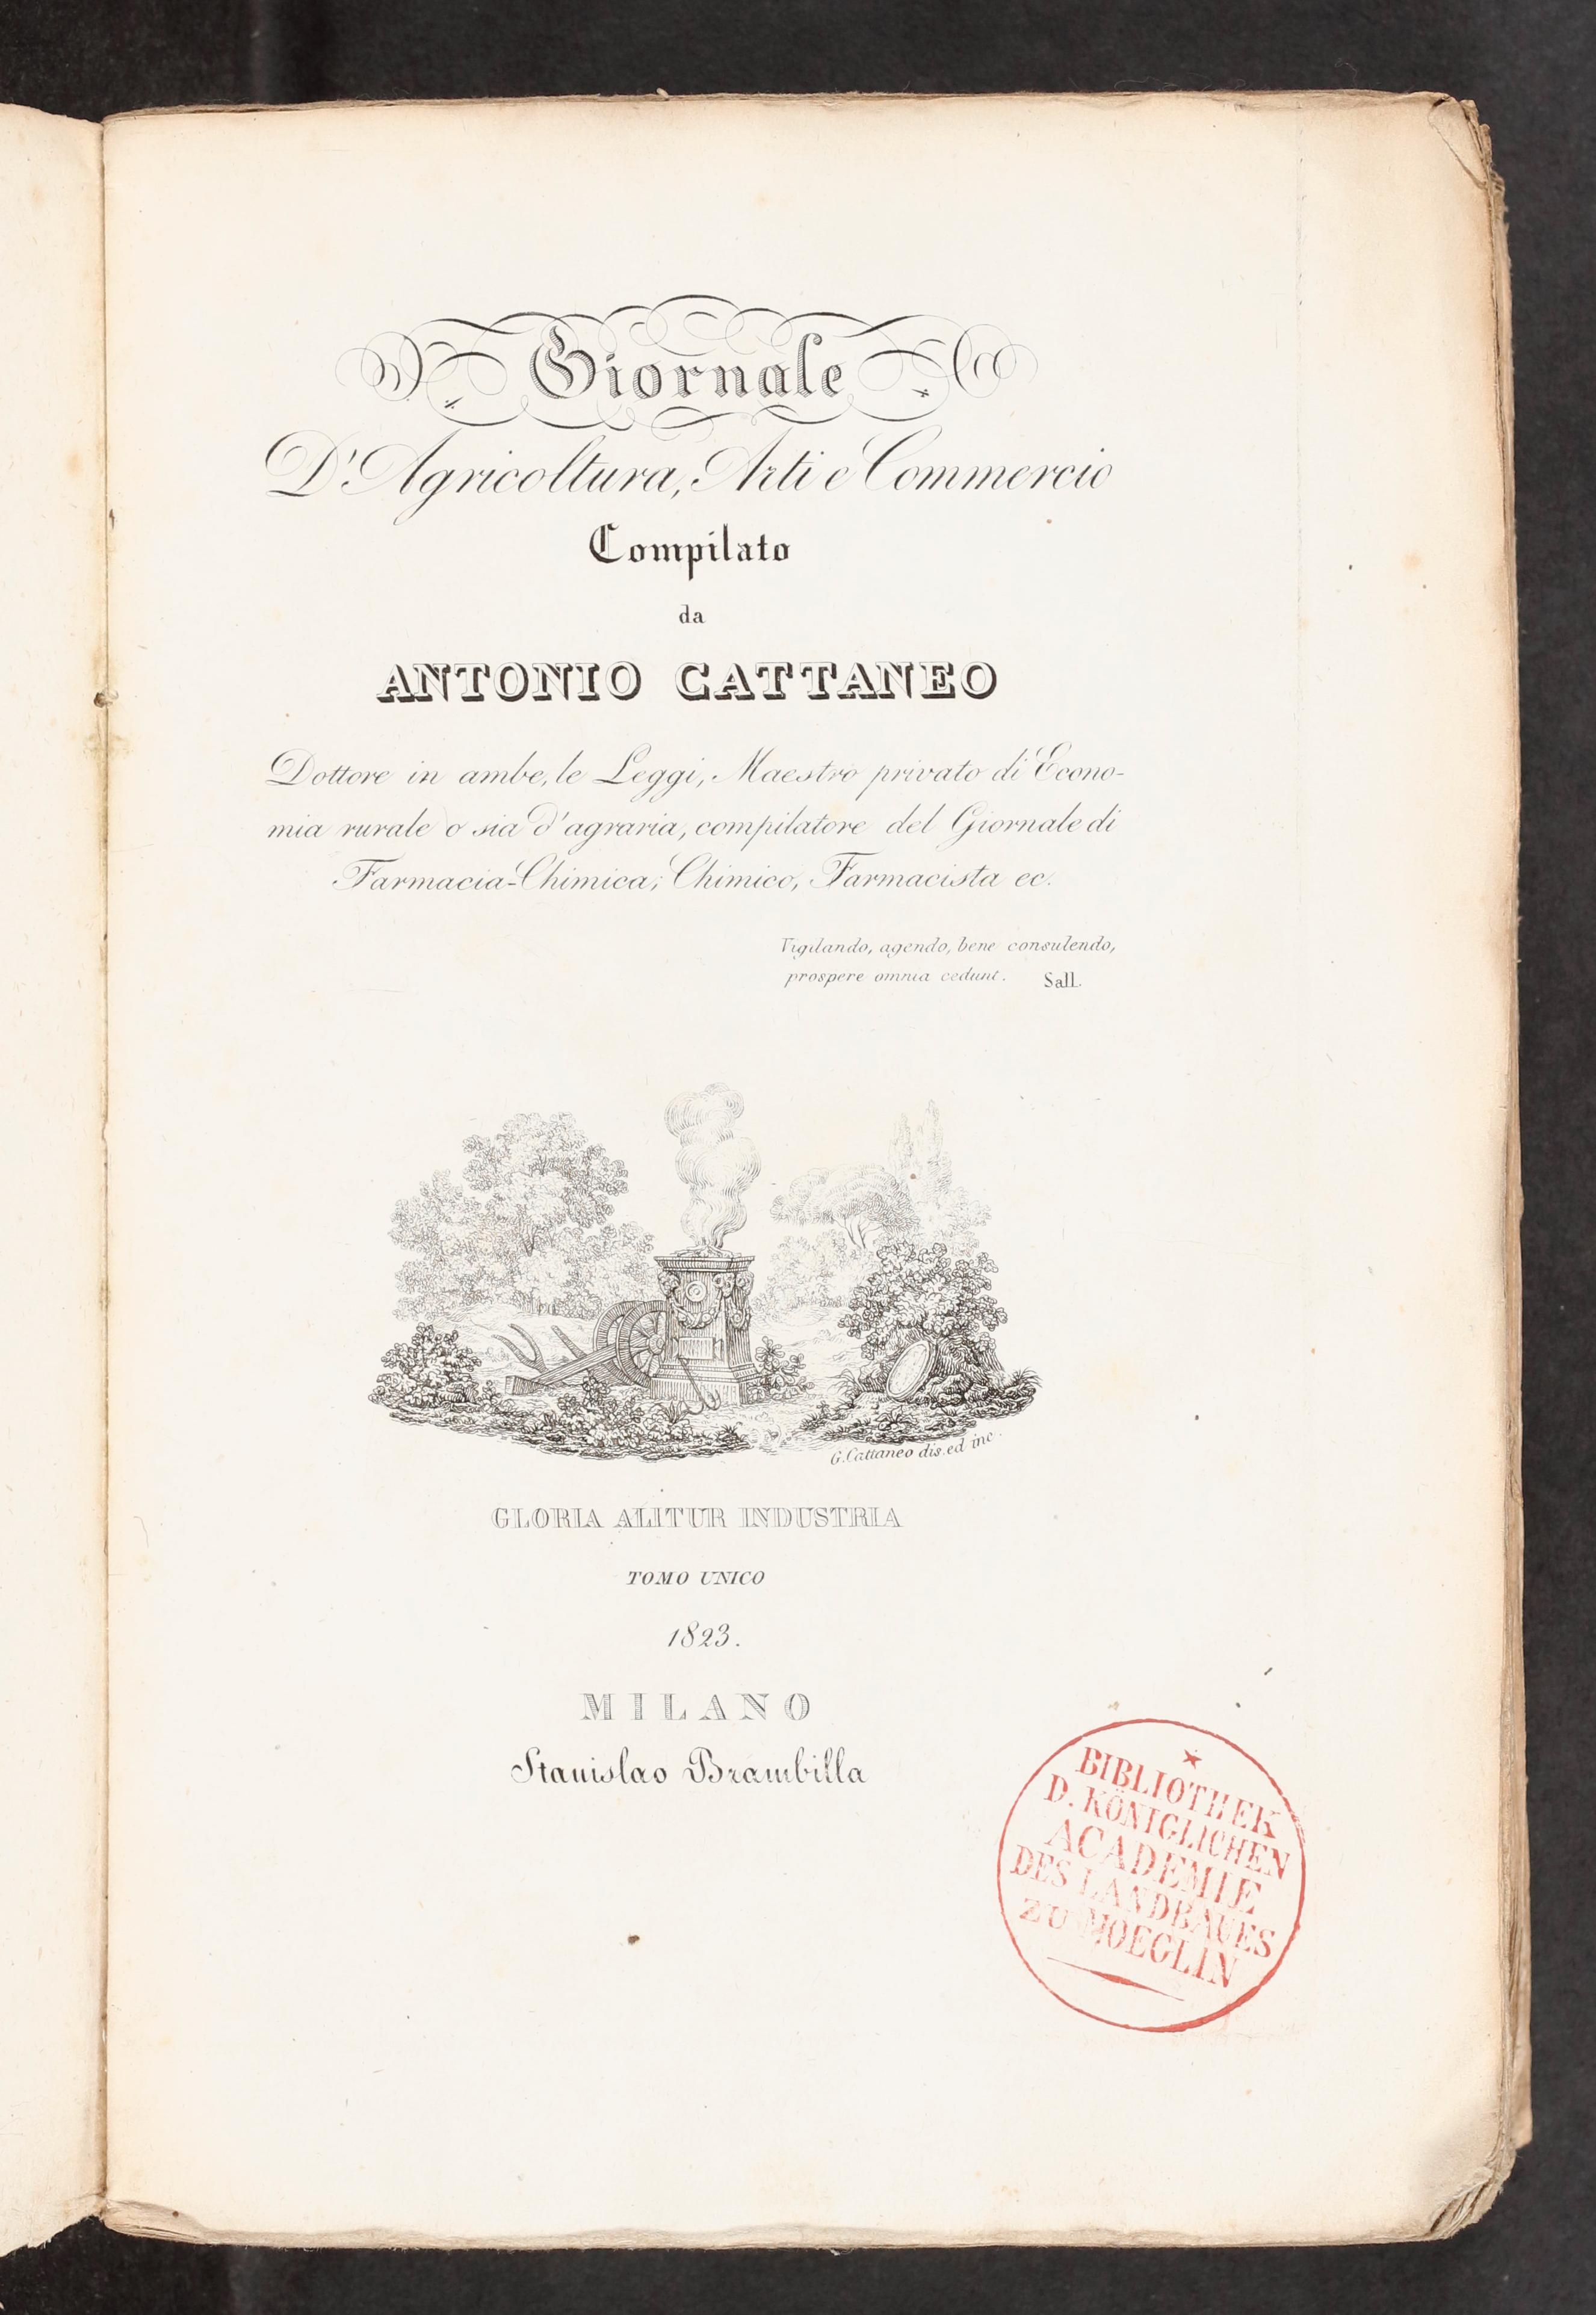 Giornale
D'Agricoltura, Arti e Commercio
Compilato
da
ANTONIO CATTANEO
Dottore in ambe, le Leggi, Maestro privato di Econo-
mia rurale o sia d'agraria, compilatore del Giornale di
Farmacia-Chimica; Chimico, Farmacista ec.
Vigilando, agendo, bene consulendo,
prospere omnia cedunt. Sall.
G. Cattaneo dis. ed inc.
GLORIA ALITUR INDUSTRIA
TOMO UNICO
1823.
MILANO
Stanislao Brambilla
BIBLIOTHEK
D. KÖNIGLICHEN
ACADEMIE
DES LANDBAUES
ZU MOEGLIN